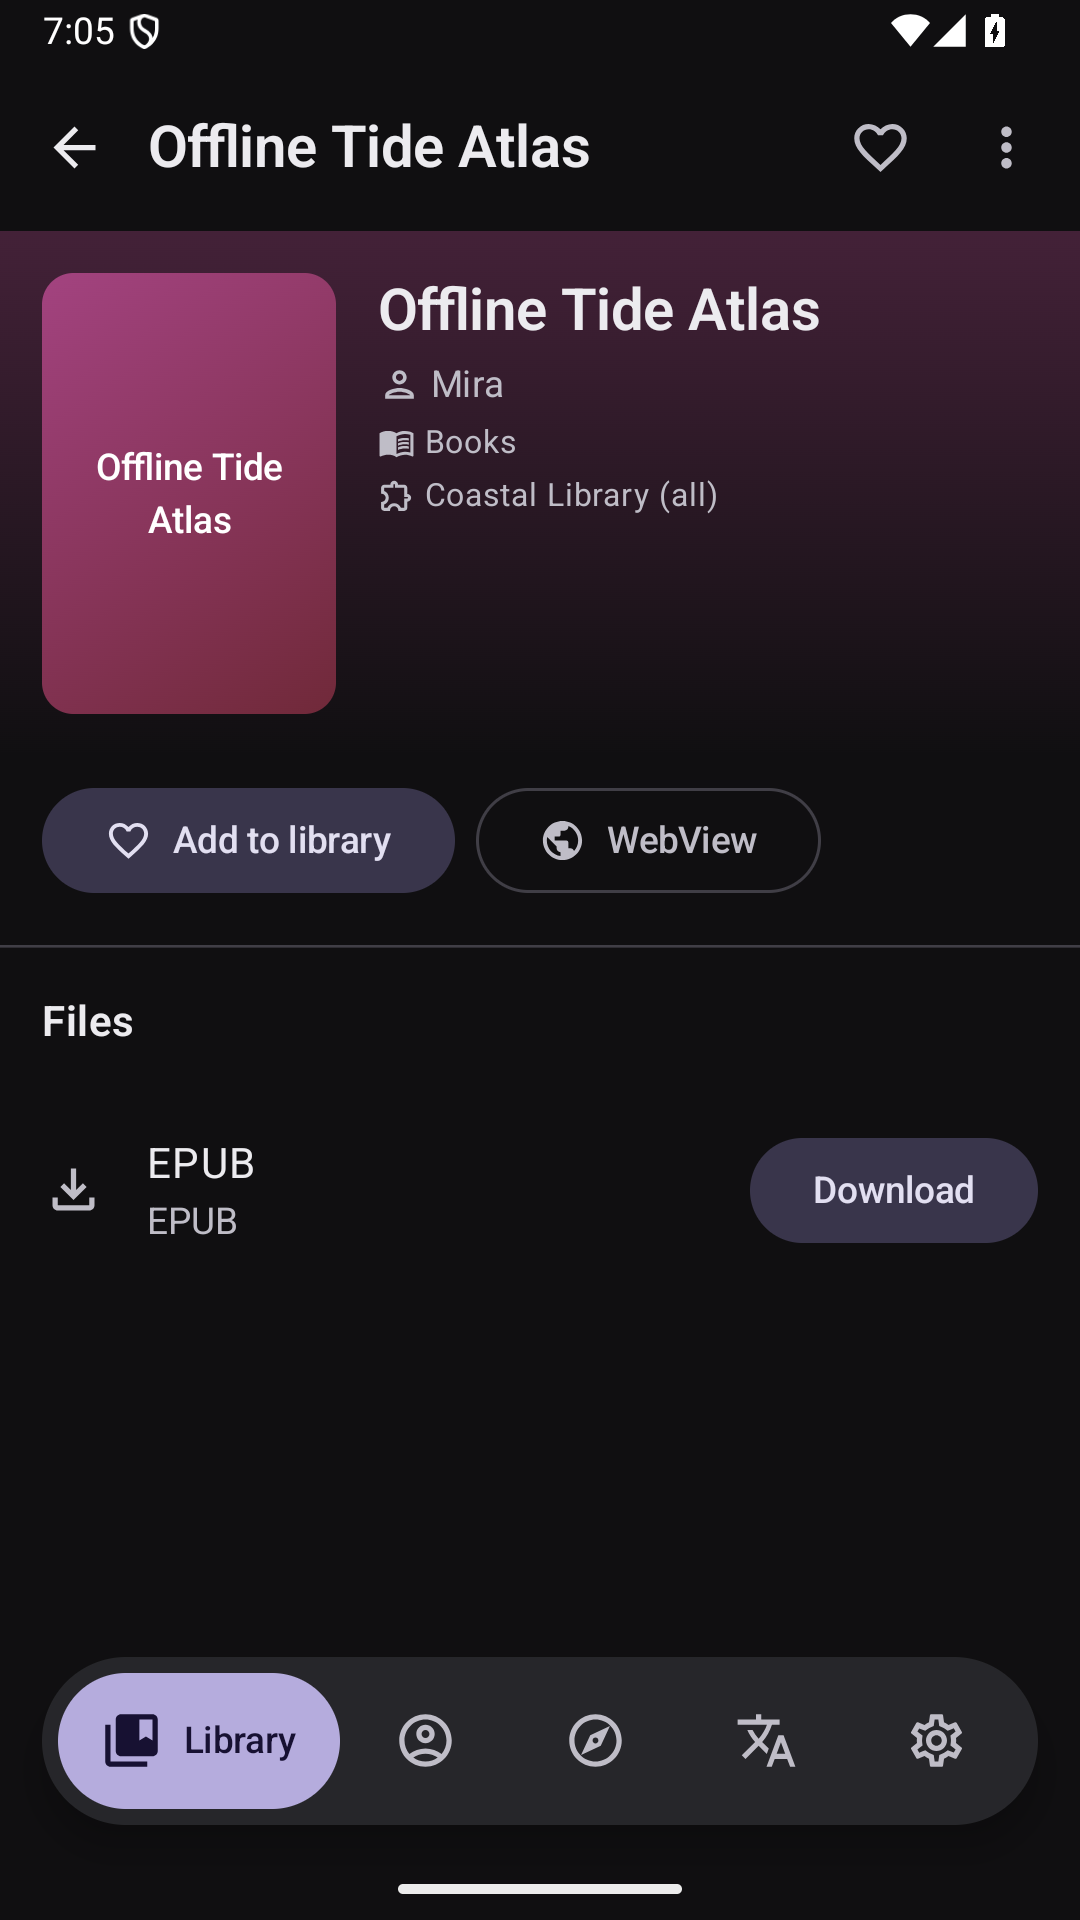 7:05
Offline Tide Atlas
Offline Tide
Atlas
Offline Tide Atlas
Mira
Books
Coastal Library (all)
Add to library
WebView
Files
EPUB
EPUB
Download
Library